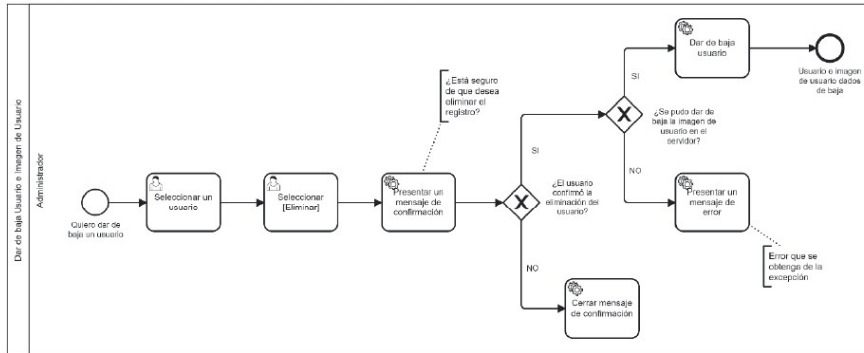 Dar de baja Usuario e Imagen de Usuario
Administrador
Quiero dar de
baja un usuario
Seleccionar un
usuario
Seleccionar
[Eliminar]
¿Está seguro
de que desea
eliminar el
registro?
Presentar un
mensaje de
confirmación
¿El usuario
confirmó la
eliminación del
usuario?
SI
NO
Cerrar mensaje
de confirmación
¿Se pudo dar de
baja la imagen de
usuario en el
servidor?
SI
NO
Dar de baja
usuario
Usuario e imagen
de usuario dados
de baja
Presentar un
mensaje de
error
Error que se
obtenga de la
excepción